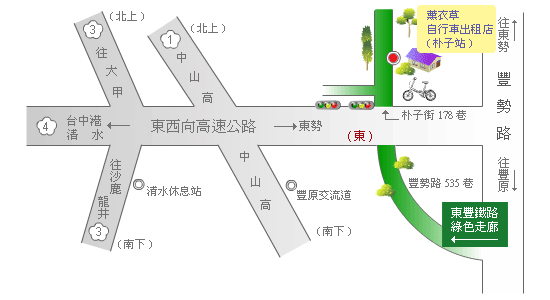 (北上)
3
往大甲
(北上)
1
中山高
薰衣草
自行車出租店
(朴子站)
往東勢
豐勢路
往豐原
4
台中港
清 水
東西向高速公路
東勢
(東)
朴子街 178 巷
往沙鹿
龍井
3
(南下)
清水休息站
中山高
(南下)
豐原交流道
豐勢路 535 巷
東豐鐵路
綠色走廊